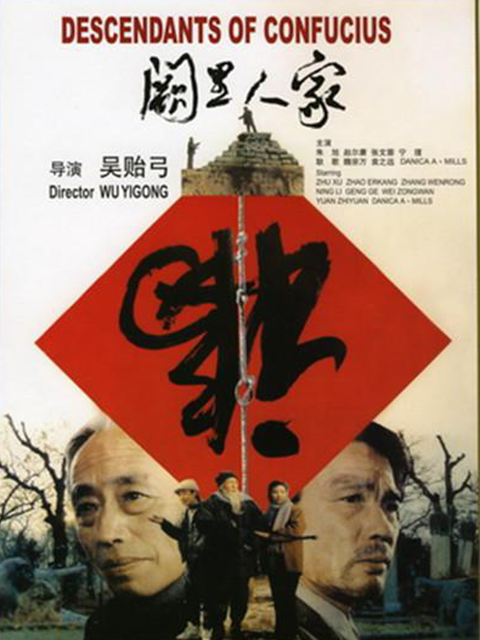 DESCENDANTS OF CONFUCIUS
阙里人家
导演 吴贻弓
Director WU YIGONG
主演
朱 旭 赵尔康 张文蓉 宁 理
耿 歌 魏宗万 袁之远 DANICA A·MILLS
Starring
ZHU XU ZHAO ERKANG ZHANG WENRONG
NING LI GENG GE WEI ZONGWAN
YUAN ZHIYUAN DANICA A·MILLS